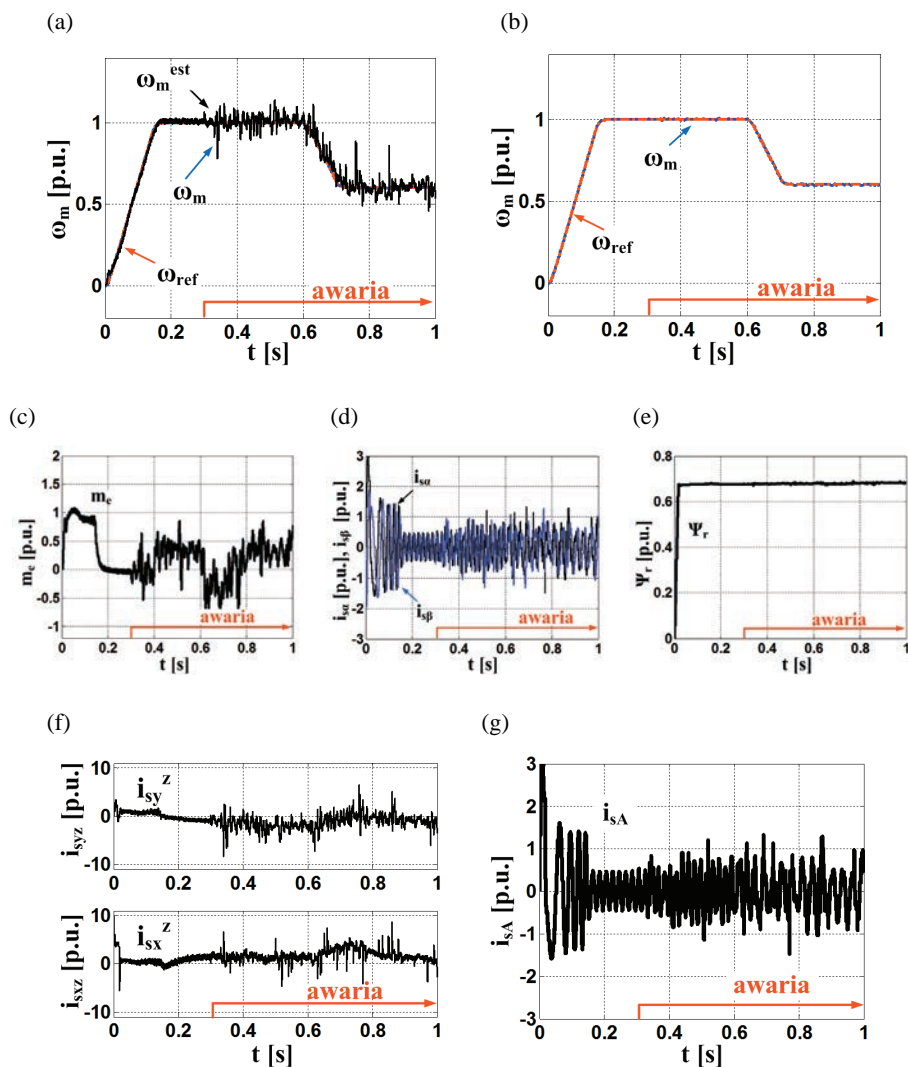 (a)
(b)
ω_m [p.u.]
1
0.5
0
ω_m^est
ω_m
ω_ref
awaria
0 0.2 0.4 0.6 0.8 1
t [s]
ω_m [p.u.]
1
0.5
0
ω_m
ω_ref
awaria
0 0.2 0.4 0.6 0.8 1
t [s]
(c)
(d)
(e)
m_e [p.u.]
2
1.5
1
0.5
0
-0.5
-1
m_e
awaria
0 0.2 0.4 0.6 0.8 1
t [s]
i_sα [p.u.], i_sβ [p.u.]
3
2
1
0
-1
-2
-3
i_sα
i_sβ
awaria
0 0.2 0.4 0.6 0.8 1
t [s]
Ψ_r [p.u.]
0.8
0.6
0.4
0.2
0
Ψ_r
awaria
0 0.2 0.4 0.6 0.8 1
t [s]
(f)
(g)
i_syz [p.u.]
10
0
-10
i_sy^z
0 0.2 0.4 0.6 0.8 1
i_sxz [p.u.]
10
0
-10
i_sx^z
awaria
0 0.2 0.4 0.6 0.8 1
t [s]
i_sA [p.u.]
3
2
1
0
-1
-2
-3
i_sA
awaria
0 0.2 0.4 0.6 0.8 1
t [s]